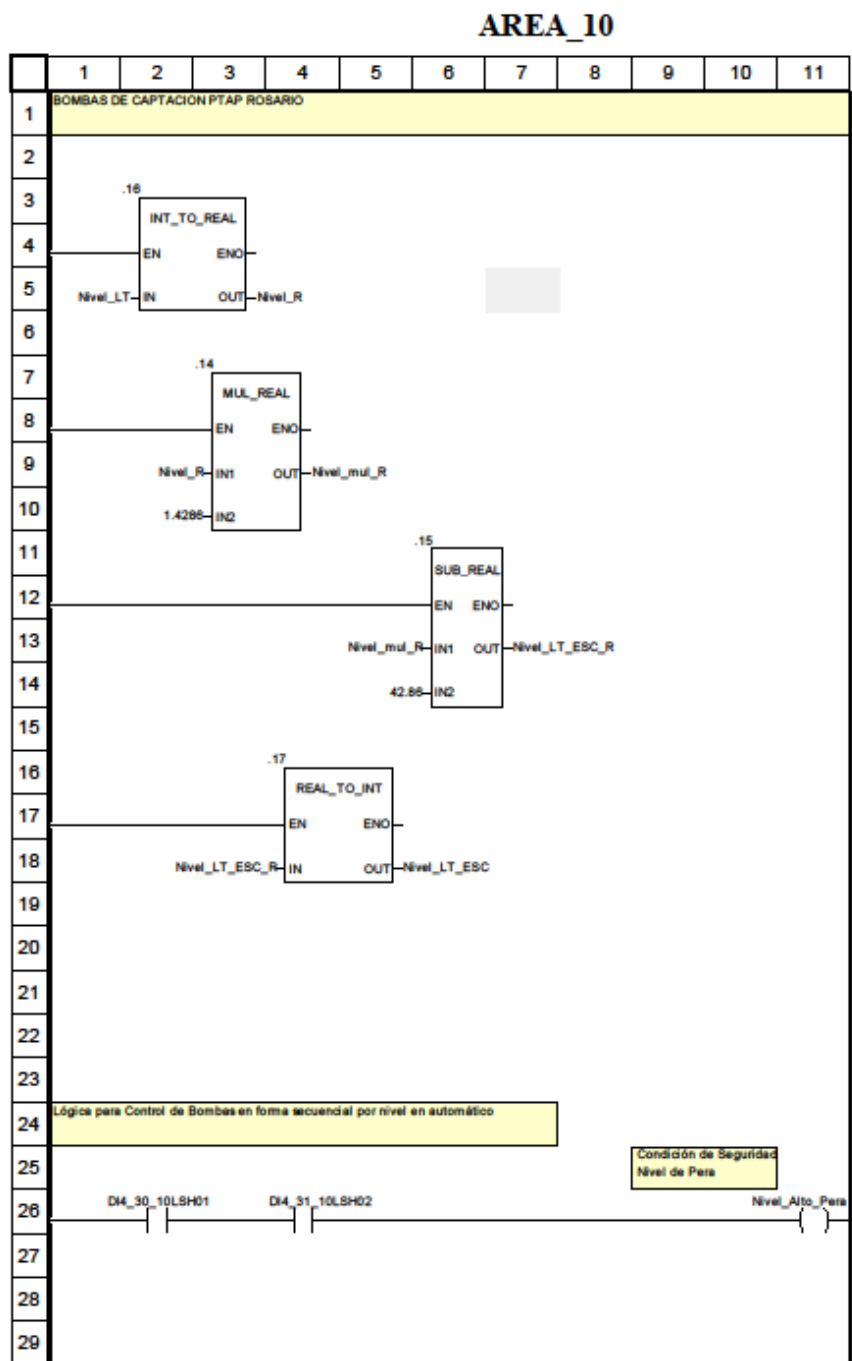 AREA_10
1 2 3 4 5 6 7 8 9 10 11
1 BOMBAS DE CAPTACION PTAP ROSARIO
2
3 .16
INT_TO_REAL
4 EN ENO
5 Nivel_LT IN OUT Nivel_R
6
7 .14
MUL_REAL
8 EN ENO
9 Nivel_R IN1 OUT Nivel_mul_R
10 1.4286 IN2
11 .15
SUB_REAL
12 EN ENO
13 Nivel_mul_R IN1 OUT Nivel_LT_ESC_R
14 42.86 IN2
15
16 .17
REAL_TO_INT
17 EN ENO
18 Nivel_LT_ESC_R IN OUT Nivel_LT_ESC
19
20
21
22
23
24 Lógica para Control de Bombas en forma secuencial por nivel en automático
25 Condición de Seguridad
Nivel de Pera
26 DI4_30_10LSH01 DI4_31_10LSH02 Nivel_Alto_Pera
27
28
29